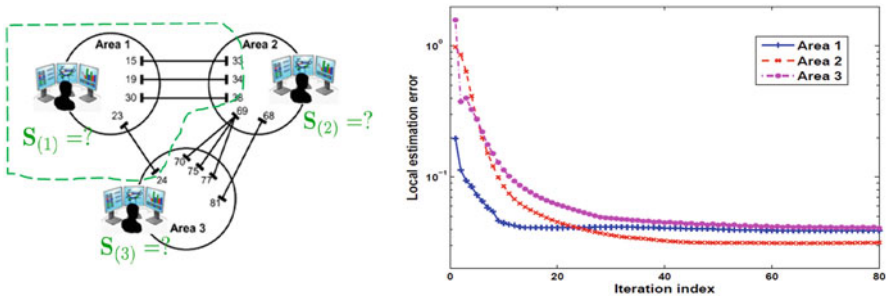 Area 1
Area 2
15
33
19
34
30
38
23
69
68
S(1) =?
S(2) =?
70
75
77
24
81
Area 3
S(3) =?
Local estimation error
10⁰
10⁻¹
Area 1
Area 2
Area 3
0
20
40
60
80
Iteration index